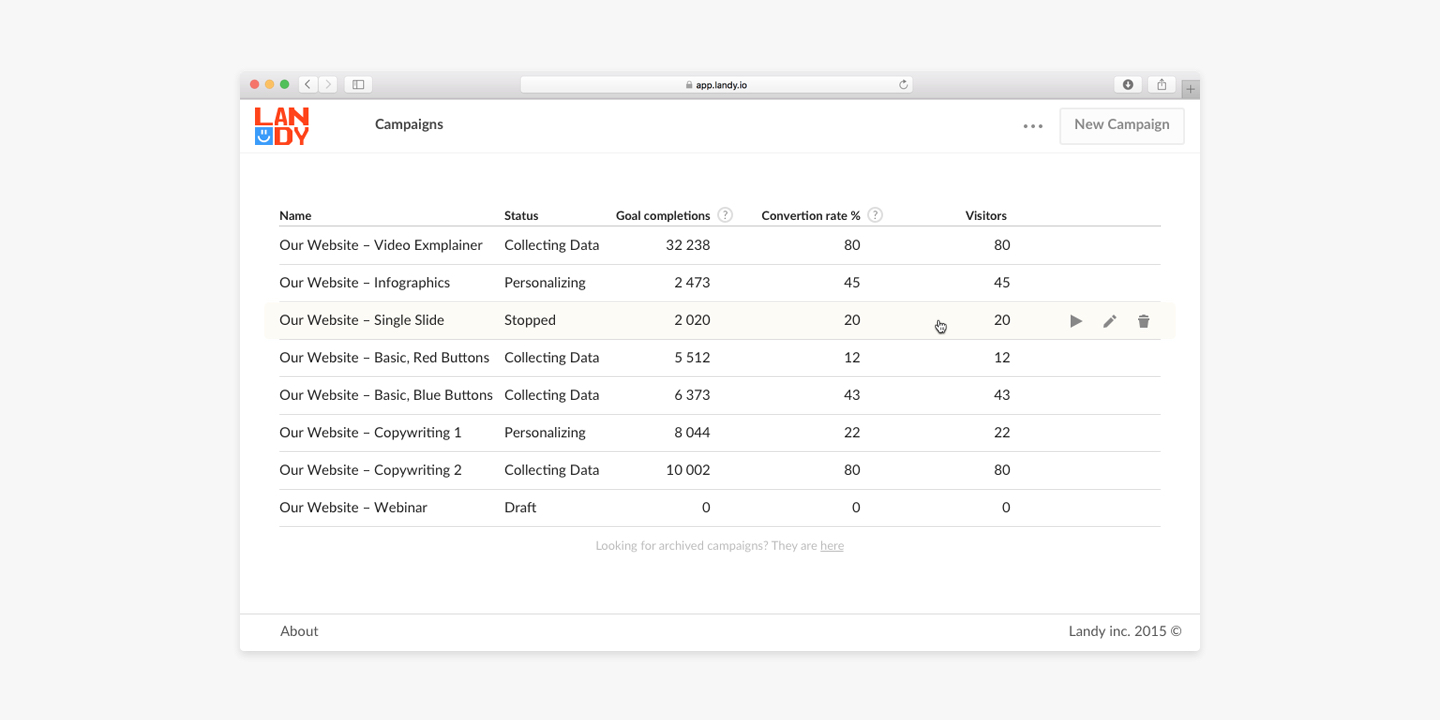 app.landy.io
LAN
DY
Campaigns
New Campaign
Name Status Goal completions ? Convertion rate % ? Visitors
Our Website – Video Exmplainer Collecting Data 32 238 80 80
Our Website – Infographics Personalizing 2 473 45 45
Our Website – Single Slide Stopped 2 020 20 20
Our Website – Basic, Red Buttons Collecting Data 5 512 12 12
Our Website – Basic, Blue Buttons Collecting Data 6 373 43 43
Our Website – Copywriting 1 Personalizing 8 044 22 22
Our Website – Copywriting 2 Collecting Data 10 002 80 80
Our Website – Webinar Draft 0 0 0
Looking for archived campaigns? They are here
About Landy inc. 2015 ©